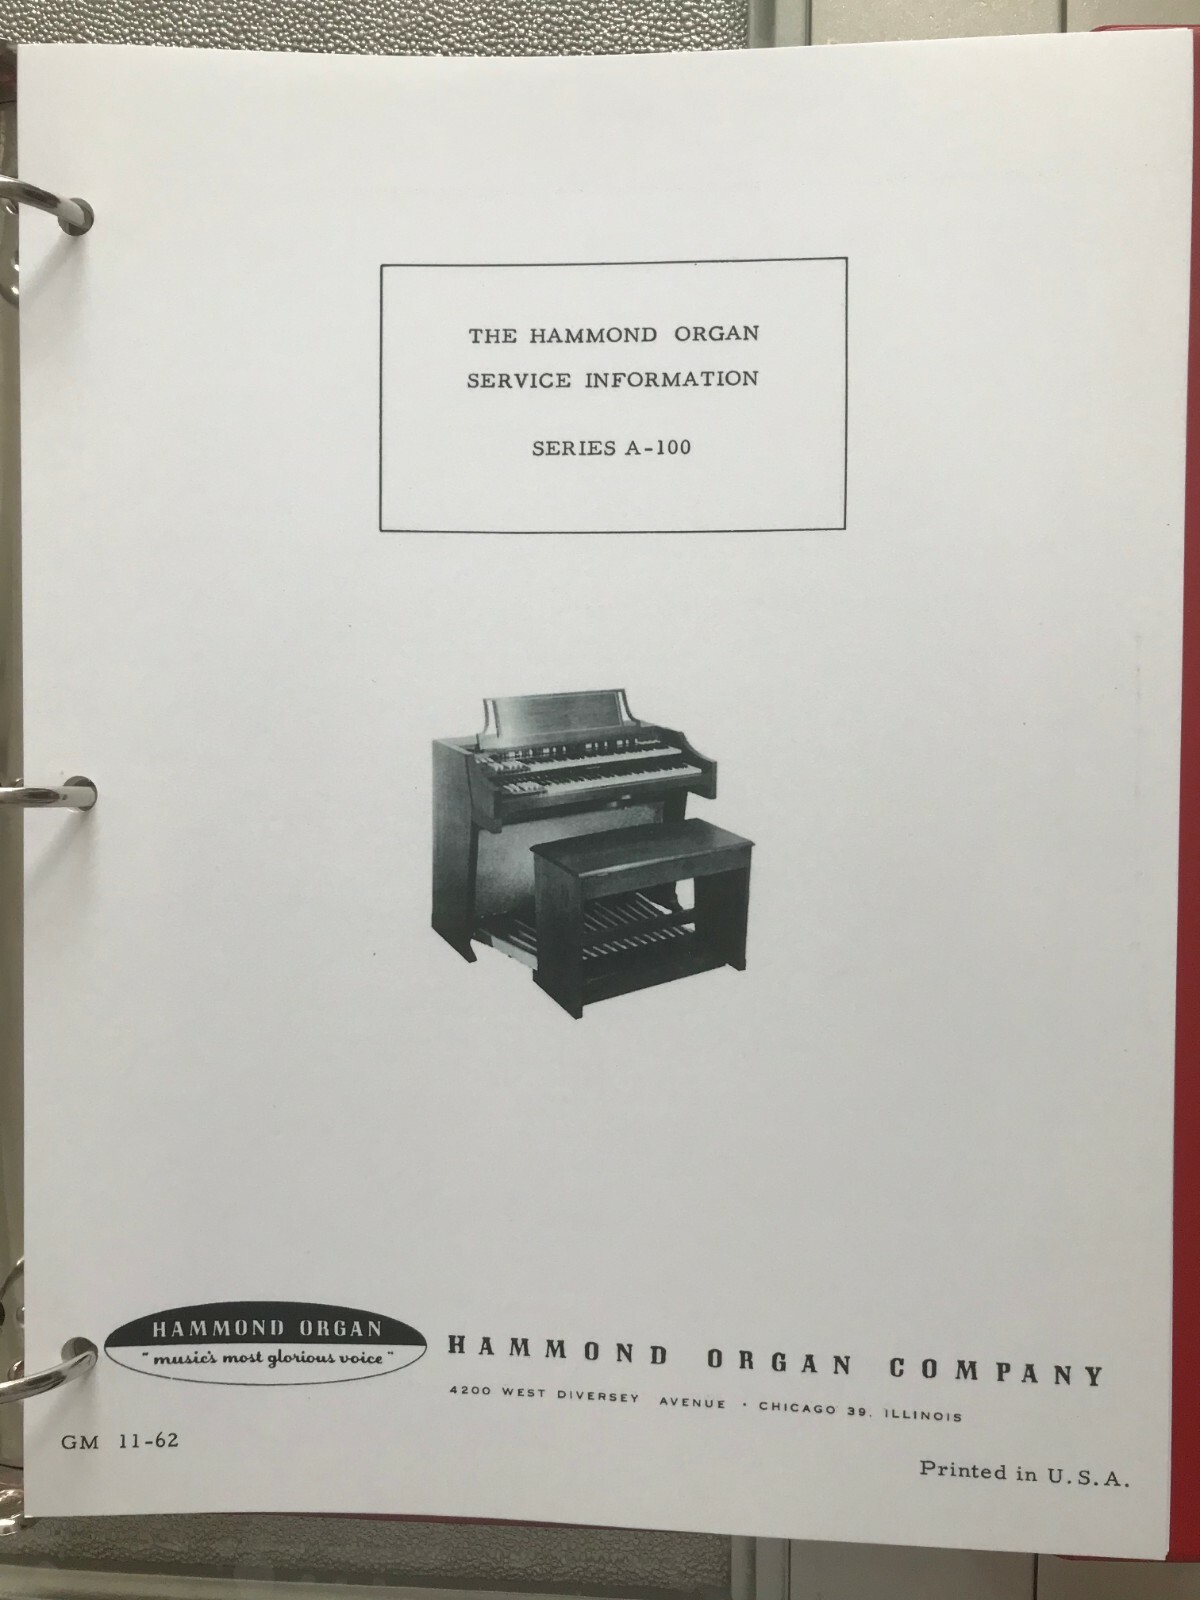 THE HAMMOND ORGAN
SERVICE INFORMATION
SERIES A-100
HAMMOND ORGAN
"music's most glorious voice"
HAMMOND ORGAN COMPANY
4200 WEST DIVERSEY AVENUE • CHICAGO 39, ILLINOIS
GM 11-62
Printed in U.S.A.